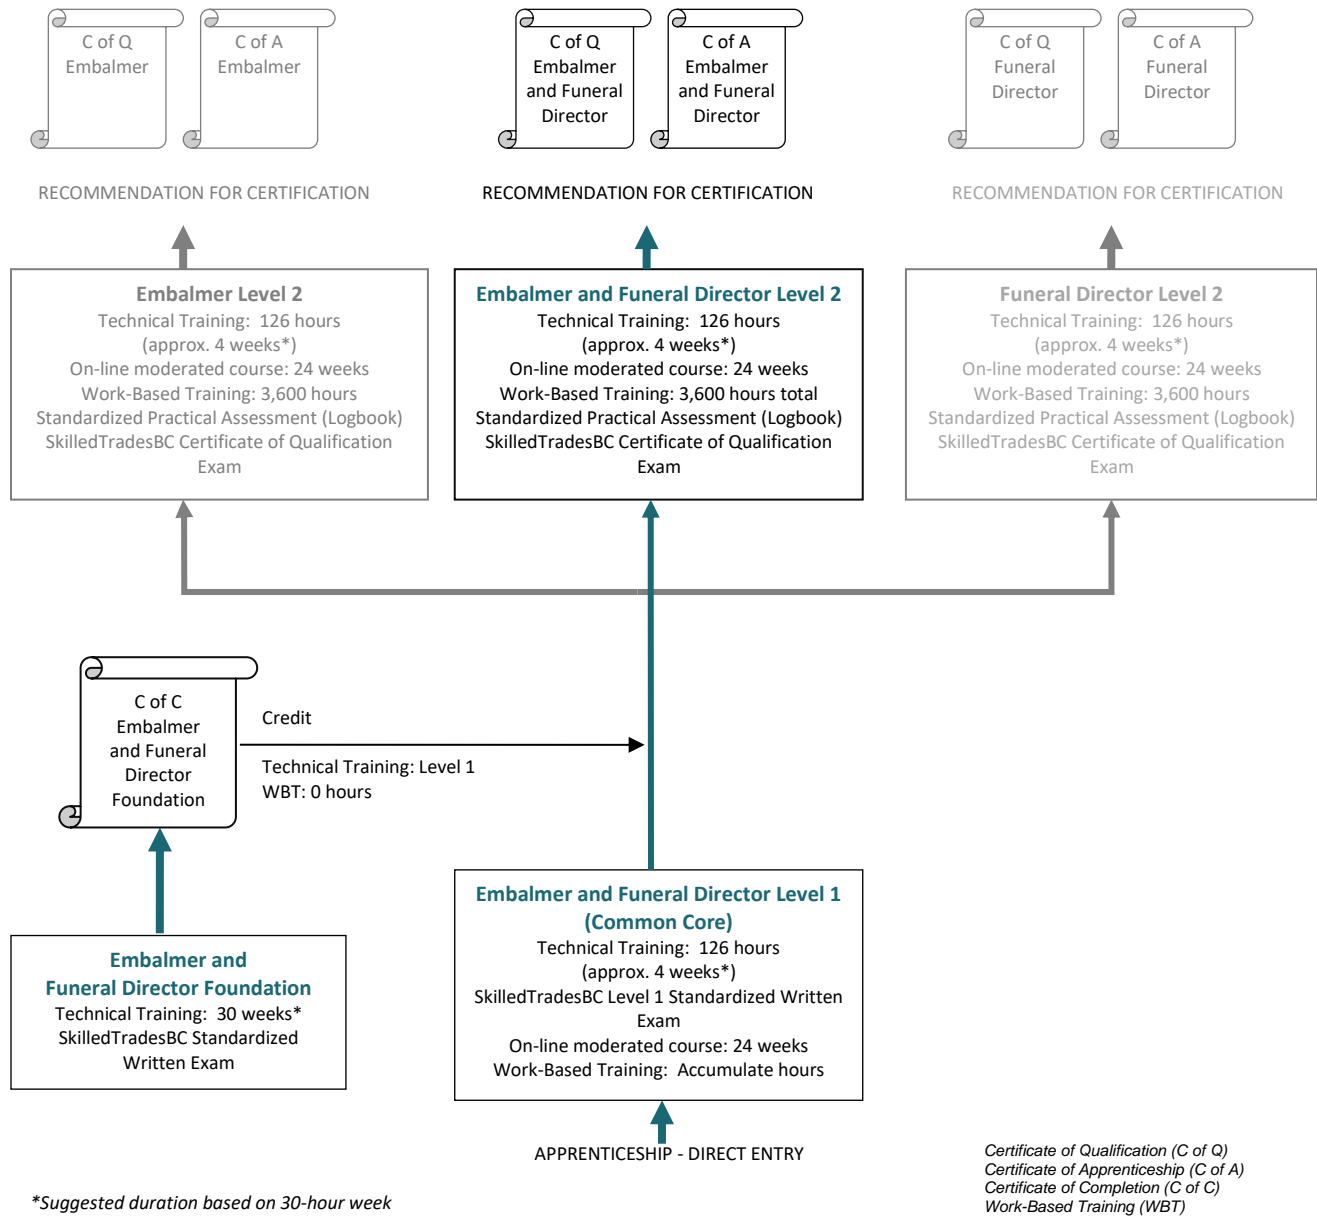 C of Q
Embalmer
C of A
Embalmer
C of Q
Embalmer
and Funeral
Director
C of A
Embalmer
and Funeral
Director
C of Q
Funeral
Director
C of A
Funeral
Director
RECOMMENDATION FOR CERTIFICATION
RECOMMENDATION FOR CERTIFICATION
RECOMMENDATION FOR CERTIFICATION
Embalmer Level 2
Technical Training: 126 hours
(approx. 4 weeks*)
On-line moderated course: 24 weeks
Work-Based Training: 3,600 hours
Standardized Practical Assessment (Logbook)
SkilledTradesBC Certificate of Qualification
Exam
Embalmer and Funeral Director Level 2
Technical Training: 126 hours
(approx. 4 weeks*)
On-line moderated course: 24 weeks
Work-Based Training: 3,600 hours total
Standardized Practical Assessment (Logbook)
SkilledTradesBC Certificate of Qualification
Exam
Funeral Director Level 2
Technical Training: 126 hours
(approx. 4 weeks*)
On-line moderated course: 24 weeks
Work-Based Training: 3,600 hours
Standardized Practical Assessment (Logbook)
SkilledTradesBC Certificate of Qualification
Exam
C of C
Embalmer
and Funeral
Director
Foundation
Credit
Technical Training: Level 1
WBT: 0 hours
Embalmer and
Funeral Director Foundation
Technical Training: 30 weeks*
SkilledTradesBC Standardized
Written Exam
Embalmer and Funeral Director Level 1
(Common Core)
Technical Training: 126 hours
(approx. 4 weeks*)
SkilledTradesBC Level 1 Standardized Written
Exam
On-line moderated course: 24 weeks
Work-Based Training: Accumulate hours
APPRENTICESHIP - DIRECT ENTRY
*Suggested duration based on 30-hour week
Certificate of Qualification (C of Q)
Certificate of Apprenticeship (C of A)
Certificate of Completion (C of C)
Work-Based Training (WBT)